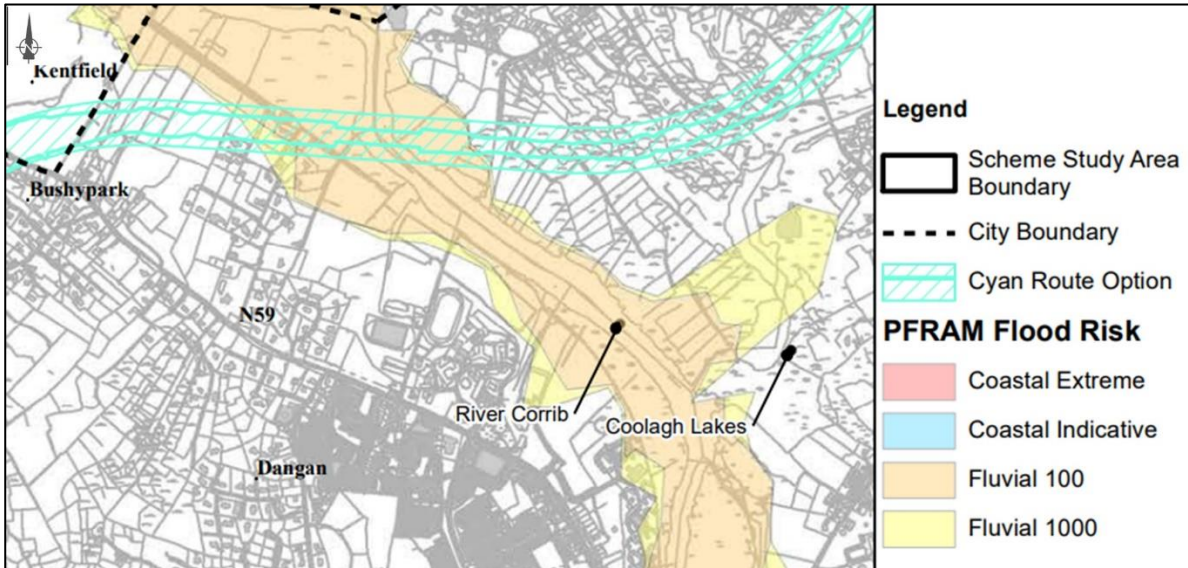 N
Kentfield
Bushypark
N59
River Corrib
Coolagh Lakes
Dangan
Legend
Scheme Study Area
Boundary
City Boundary
Cyan Route Option
PFRAM Flood Risk
Coastal Extreme
Coastal Indicative
Fluvial 100
Fluvial 1000